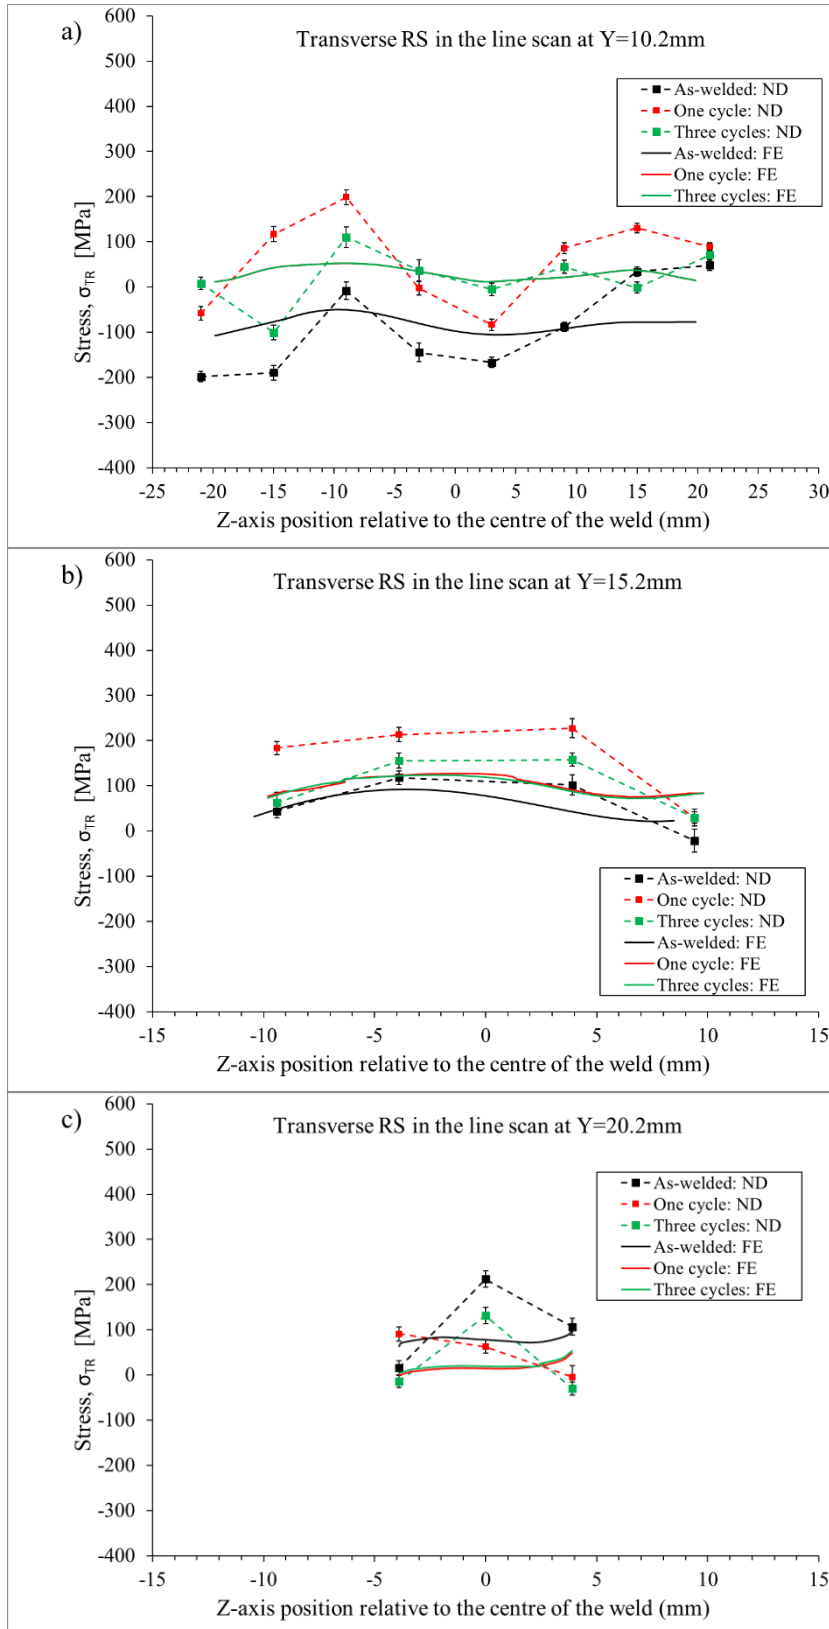 a)
Transverse RS in the line scan at Y=10.2mm
As-welded: ND
One cycle: ND
Three cycles: ND
As-welded: FE
One cycle: FE
Three cycles: FE
Stress, σTR [MPa]
600
500
400
300
200
100
0
-100
-200
-300
-400
-25 -20 -15 -10 -5 0 5 10 15 20 25 30
Z-axis position relative to the centre of the weld (mm)
b)
Transverse RS in the line scan at Y=15.2mm
Stress, σTR [MPa]
600
500
400
300
200
100
0
-100
-200
-300
-400
As-welded: ND
One cycle: ND
Three cycles: ND
As-welded: FE
One cycle: FE
Three cycles: FE
-15 -10 -5 0 5 10 15
Z-axis position relative to the centre of the weld (mm)
c)
Transverse RS in the line scan at Y=20.2mm
As-welded: ND
One cycle: ND
Three cycles: ND
As-welded: FE
One cycle: FE
Three cycles: FE
Stress, σTR [MPa]
600
500
400
300
200
100
0
-100
-200
-300
-400
-15 -10 -5 0 5 10 15
Z-axis position relative to the centre of the weld (mm)